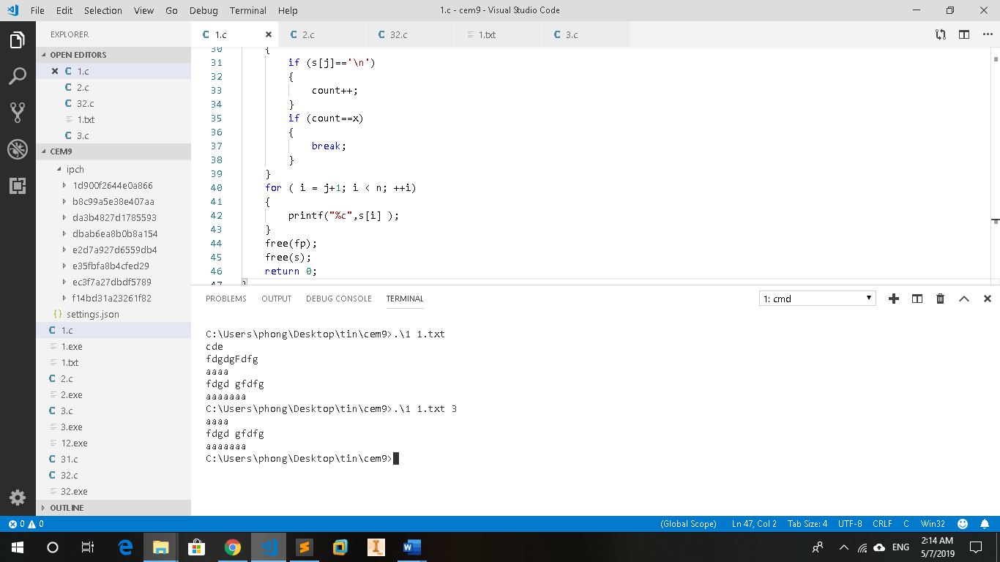 File Edit Selection View Go Debug Terminal Help 1.c - cem9 - Visual Studio Code
EXPLORER
OPEN EDITORS
1.c
2.c
32.c
1.txt
3.c
CEM9
ipch
1d900f2644e0a866
b8c99a5e38e407aa
da3b4827d1785593
dbab6ea8b0b8a154
e2d7a927d6559db4
e35fbfa8b4cfed29
ec3f7a27dbdf5789
f14bd31a23261f82
{} settings.json
1.c
1.exe
1.txt
2.c
2.exe
3.c
3.exe
12.exe
31.c
32.c
32.exe
OUTLINE
1.c 2.c 32.c 1.txt 3.c
30 {
31 if (s[j]=='\n')
32 {
33 count++;
34 }
35 if (count==x)
36 {
37 break;
38 }
39 }
40 for ( i = j+1; i < n; ++i)
41 {
42 printf("%c",s[i] );
43 }
44 free(fp);
45 free(s);
46 return 0;
47 }
PROBLEMS OUTPUT DEBUG CONSOLE TERMINAL 1: cmd
C:\Users\phong\Desktop\tin\cem9>.\1 1.txt
cde
fdgdgFdfg
aaaa
fdgd gfdfg
aaaaaaa
C:\Users\phong\Desktop\tin\cem9>.\1 1.txt 3
aaaa
fdgd gfdfg
aaaaaaa
C:\Users\phong\Desktop\tin\cem9>
0 0 (Global Scope) Ln 47, Col 2 Tab Size: 4 UTF-8 CRLF C Win32
ENG
2:14 AM
5/7/2019